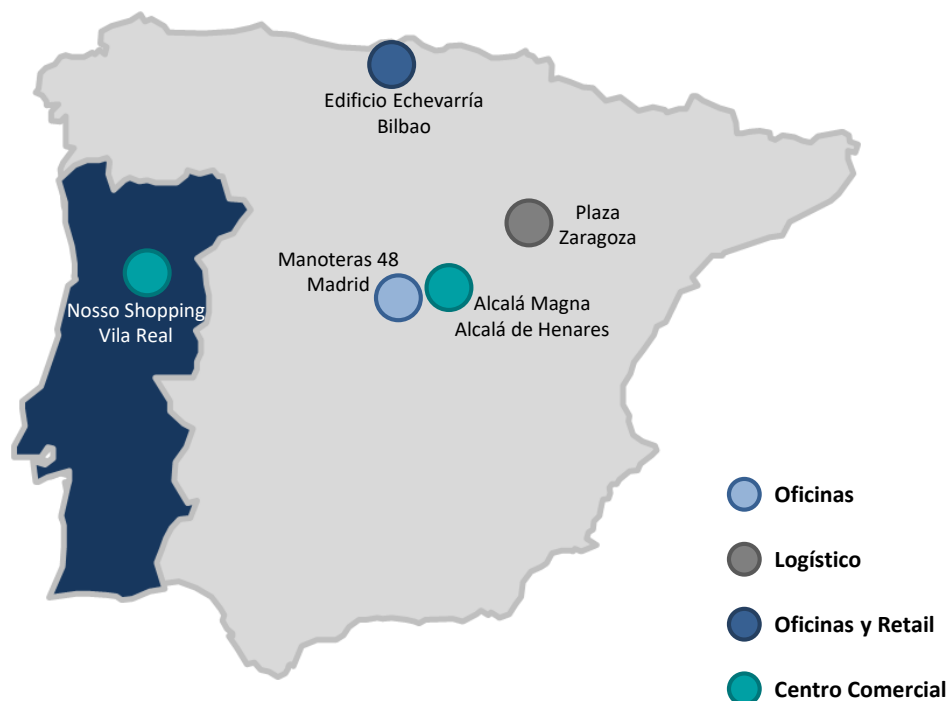 Edificio Echevarría
Bilbao
Plaza
Zaragoza
Manoteras 48
Madrid
Alcalá Magna
Alcalá de Henares
Nosso Shopping
Vila Real
Oficinas
Logístico
Oficinas y Retail
Centro Comercial